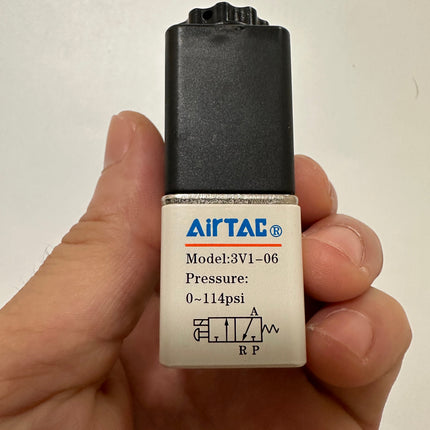 AirTAC®
Model:3V1-06
Pressure:
0~114psi
A
R P